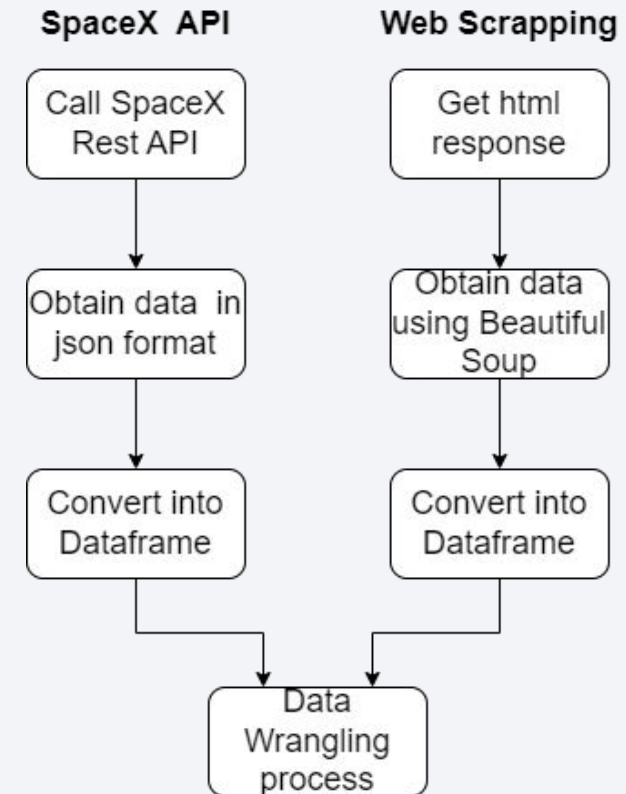 SpaceX  API
Web Scrapping
Call SpaceX
Rest API
Get html
response
Obtain data  in
json format
Obtain data
using Beautiful
Soup
Convert into
Dataframe
Convert into
Dataframe
Data
Wrangling
process